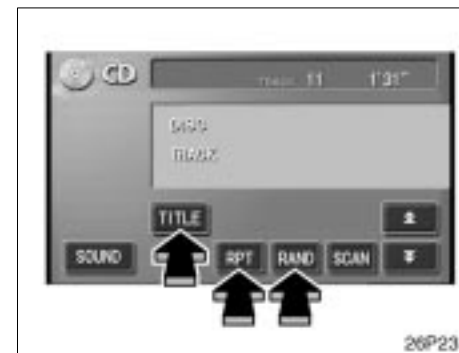 CD TRACK 11 1'31"
DISC
TRACK
TITLE
SOUND RPT RAND SCAN
26P23